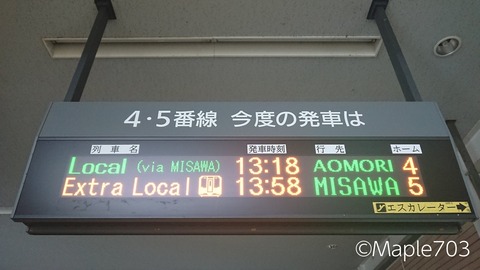 4・5番線 今度の発車は
列車名 発車時刻 行先 ホーム
Local (via MISAWA) 13:18 AOMORI 4
Extra Local 13:58 MISAWA 5
エスカレーター
©Maple703